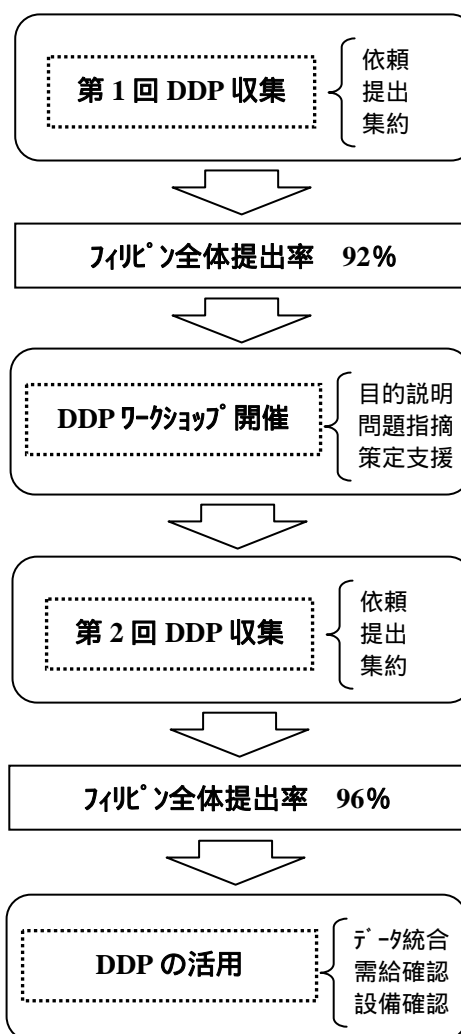 第1回 DDP 収集
依頼
提出
集約
ﾌｨﾘﾋﾟﾝ全体提出率 92%
DDP ﾜｰｸｼｮｯﾌﾟ開催
目的説明
問題指摘
策定支援
第2回 DDP 収集
依頼
提出
集約
ﾌｨﾘﾋﾟﾝ全体提出率 96%
DDP の活用
ﾃﾞｰﾀ統合
需給確認
設備確認